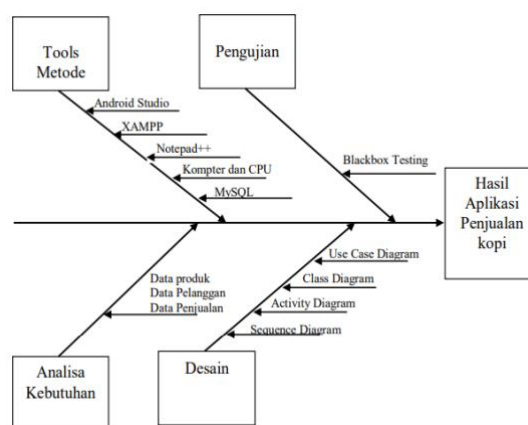 Tools
Metode
Pengujian
Android Studio
XAMPP
Notepad++
Kompter dan CPU
MySQL
Blackbox Testing
Hasil
Aplikasi
Penjualan
kopi
Data produk
Data Pelanggan
Data Penjualan
Use Case Diagram
Class Diagram
Activity Diagram
Sequence Diagram
Analisa
Kebutuhan
Desain